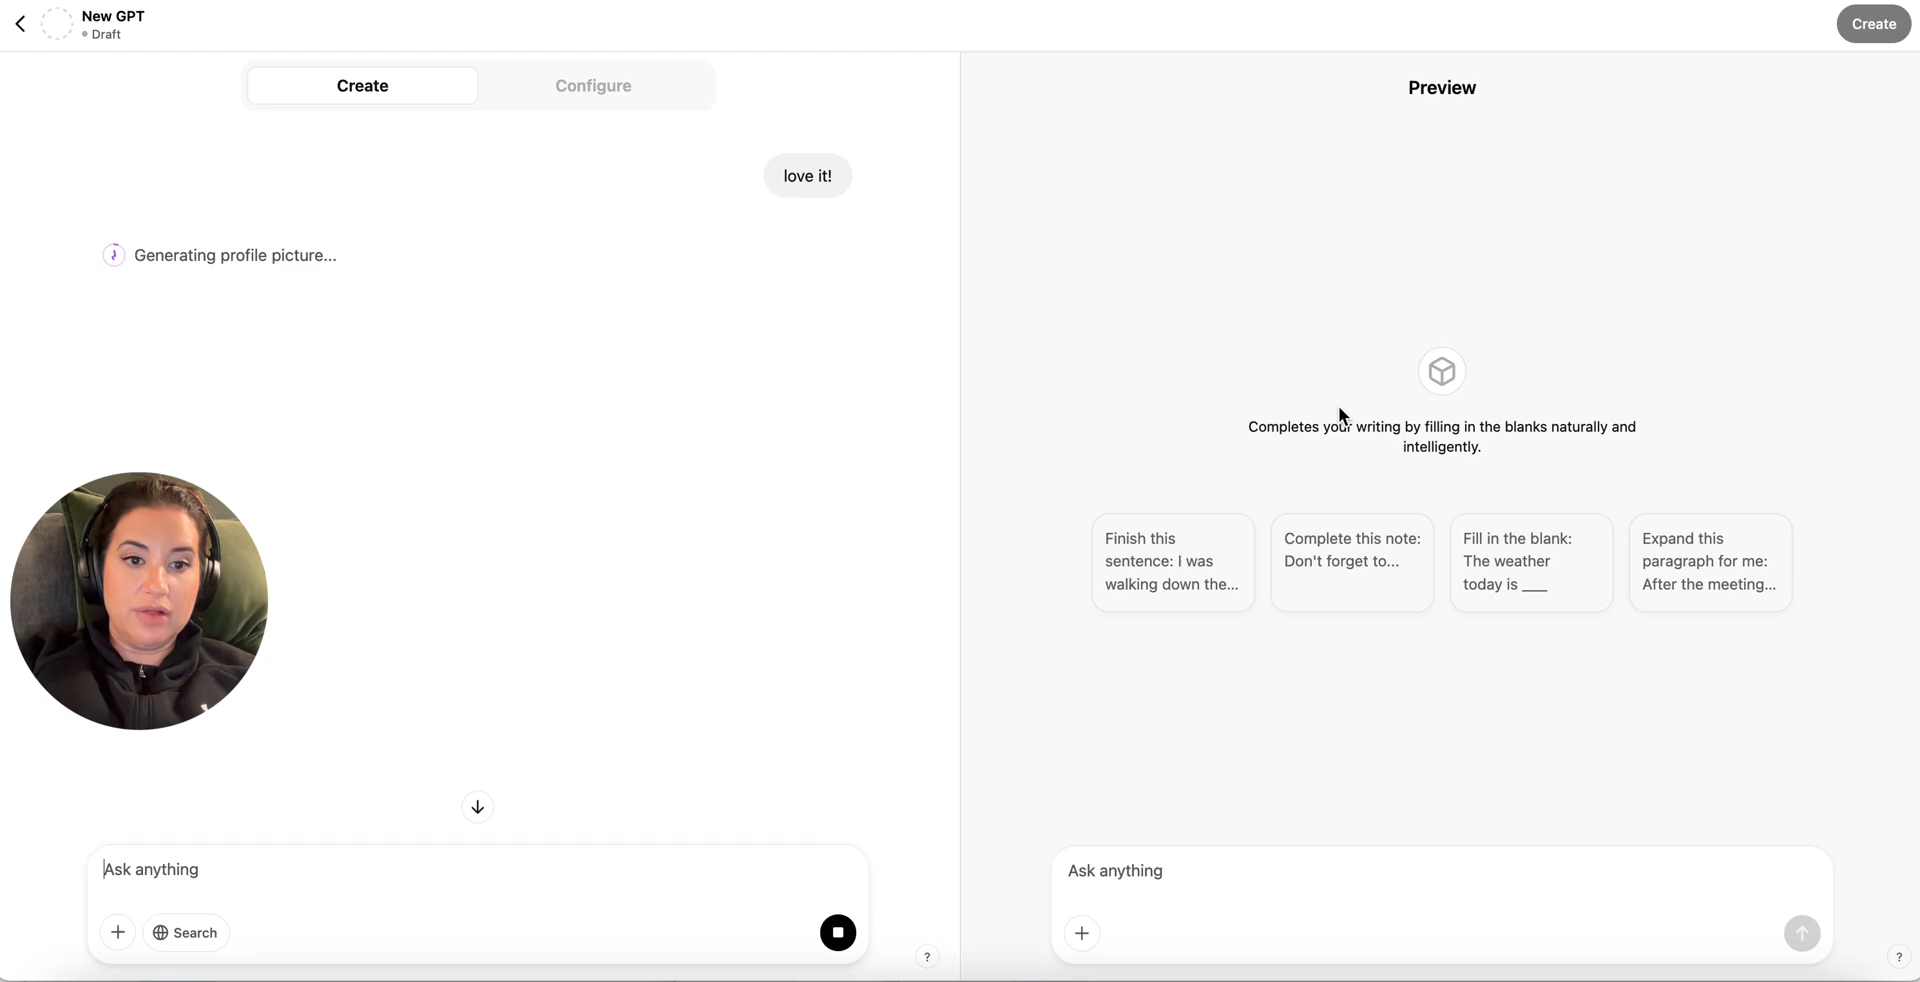 New GPT
Draft
Create
Create
Configure
Preview
love it!
Generating profile picture...
Completes your writing by filling in the blanks naturally and
intelligently.
Finish this
sentence: I was
walking down the...
Complete this note:
Don't forget to...
Fill in the blank:
The weather
today is ___
Expand this
paragraph for me:
After the meeting...
Ask anything
Search
?
Ask anything
?